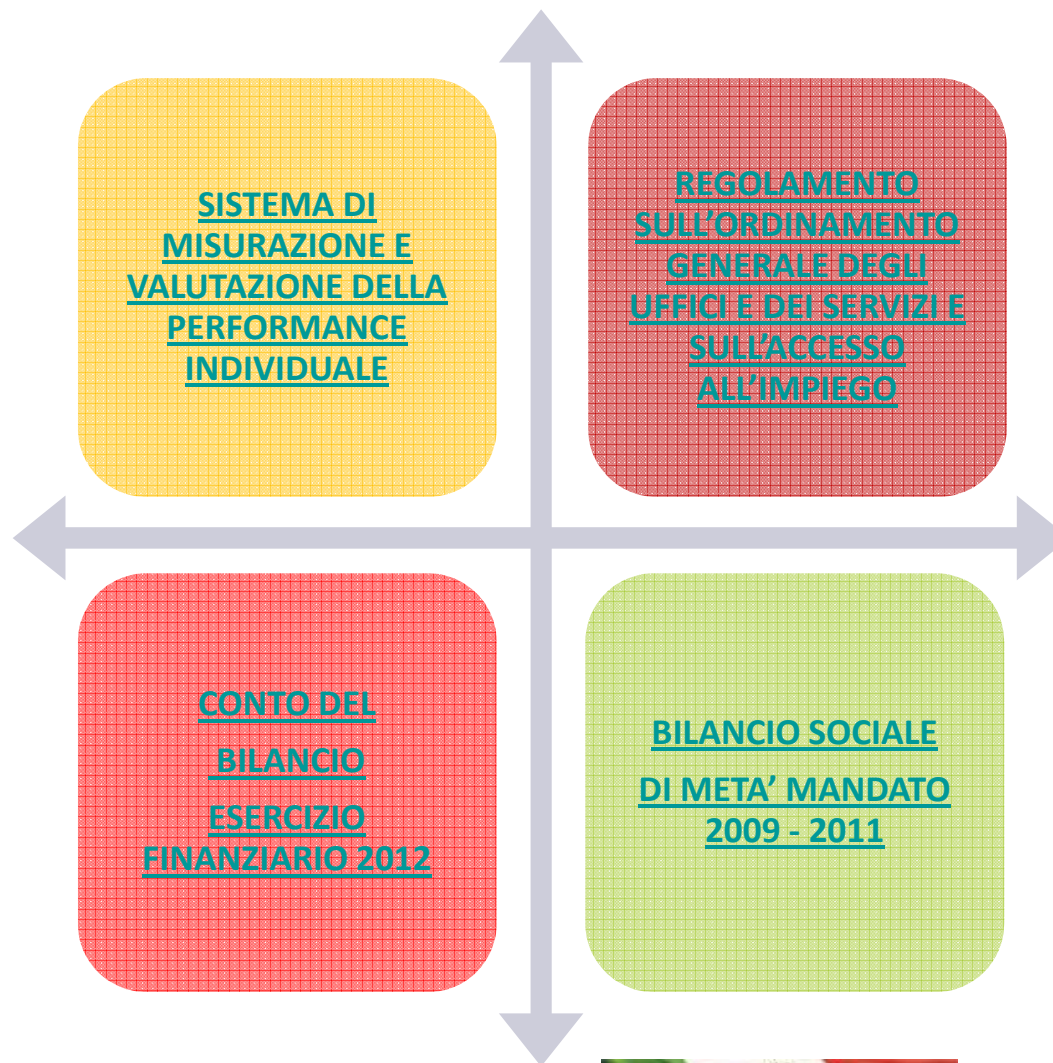 SISTEMA DI
MISURAZIONE E
VALUTAZIONE DELLA
PERFORMANCE
INDIVIDUALE
REGOLAMENTO
SULL’ORDINAMENTO
GENERALE DEGLI
UFFICI E DEI SERVIZI E
SULL’ACCESSO
ALL’IMPIEGO
CONTO DEL
BILANCIO
ESERCIZIO
FINANZIARIO 2012
BILANCIO SOCIALE
DI META’ MANDATO
2009 - 2011